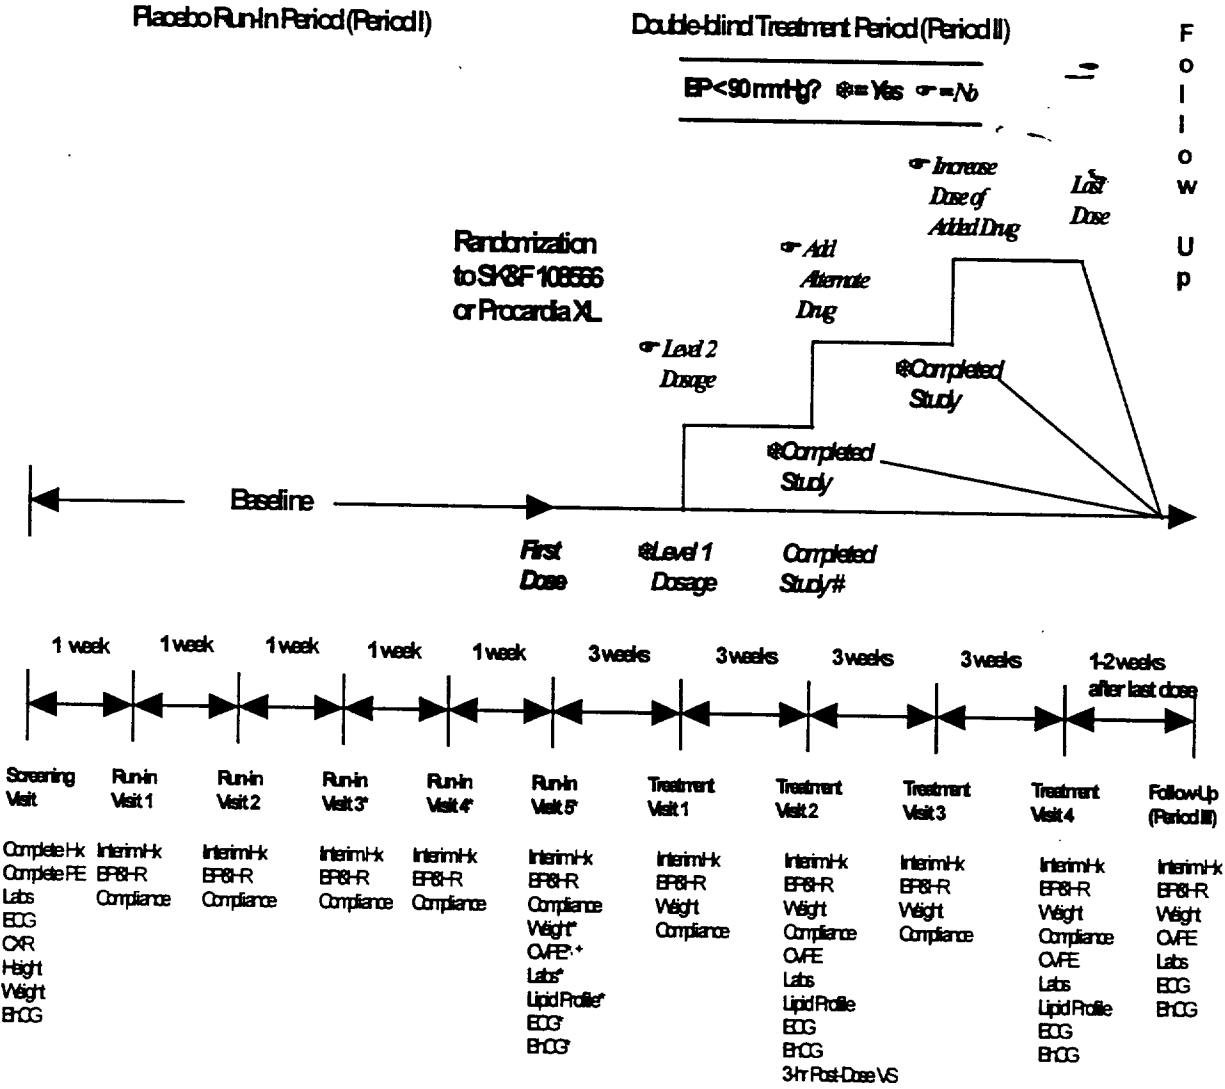 Placebo Run-In Period (Period I)
Double-blind Treatment Period (Period II)
Follow Up
BP < 90 mmHg? ❄= Yes ☞ = No
☞ Increase
Dose of
Added Drug
Last
Dose
Randomization
to SK&F 108566
or Procardia XL
☞ Add
Alternate
Drug
☞ Level 2
Dosage
❄Completed
Study
❄Completed
Study
Baseline
First
Dose
❄Level 1
Dosage
Completed
Study#
1 week
1 week
1 week
1 week
1 week
3 weeks
3 weeks
3 weeks
3 weeks
1-2 weeks
after last dose
Screening
Visit
Complete Hx
Complete PE
Labs
ECG
CXR
Height
Weight
BhCG
Run-in
Visit 1
Interim Hx
BP&HR
Compliance
Run-in
Visit 2
Interim Hx
BP&HR
Compliance
Run-in
Visit 3*
Interim Hx
BP&HR
Compliance
Run-in
Visit 4*
Interim Hx
BP&HR
Compliance
Run-in
Visit 5*
Interim Hx
BP&HR
Compliance
Weight*
CVPE*,+
Labs*
Lipid Profile*
ECG*
BhCG*
Treatment
Visit 1
Interim Hx
BP&HR
Weight
Compliance
Treatment
Visit 2
Interim Hx
BP&HR
Weight
Compliance
CVPE
Labs
Lipid Profile
ECG
BhCG
3-hr Post-Dose VS
Treatment
Visit 3
Interim Hx
BP&HR
Weight
Compliance
Treatment
Visit 4
Interim Hx
BP&HR
Weight
Compliance
CVPE
Labs
Lipid Profile
ECG
BhCG
Follow-Up
(Period III)
Interim Hx
BP&HR
Weight
CVPE
Labs
ECG
BhCG